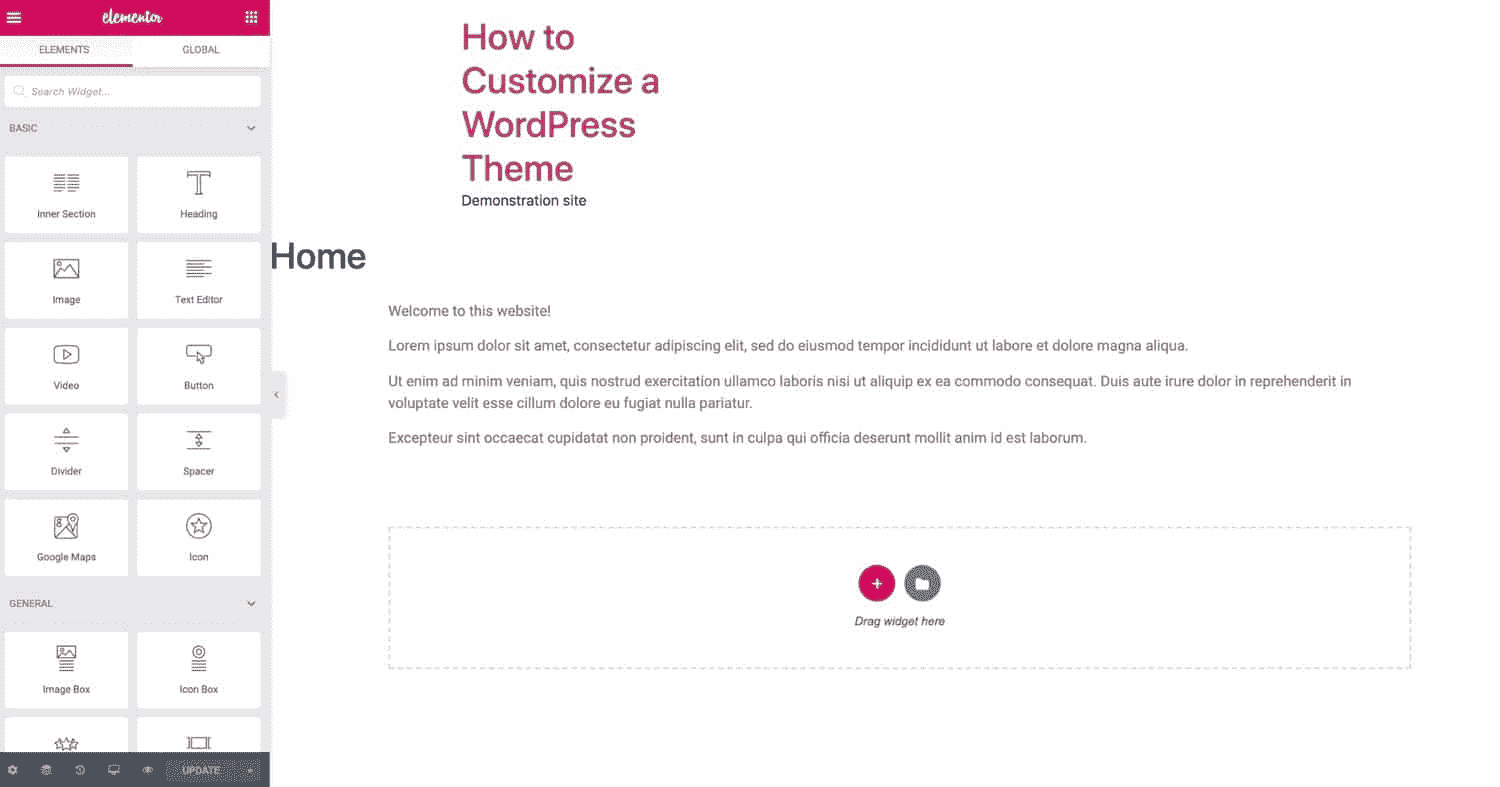 elementor
ELEMENTS GLOBAL
Search Widget...
BASIC
Inner Section Heading
Image Text Editor
Video Button
Divider Spacer
Google Maps Icon
GENERAL
Image Box Icon Box
UPDATE
How to
Customize a
WordPress
Theme
Demonstration site
Home
Welcome to this website!
Lorem ipsum dolor sit amet, consectetur adipiscing elit, sed do eiusmod tempor incididunt ut labore et dolore magna aliqua.
Ut enim ad minim veniam, quis nostrud exercitation ullamco laboris nisi ut aliquip ex ea commodo consequat. Duis aute irure dolor in reprehenderit in
voluptate velit esse cillum dolore eu fugiat nulla pariatur.
Excepteur sint occaecat cupidatat non proident, sunt in culpa qui officia deserunt mollit anim id est laborum.
Drag widget here